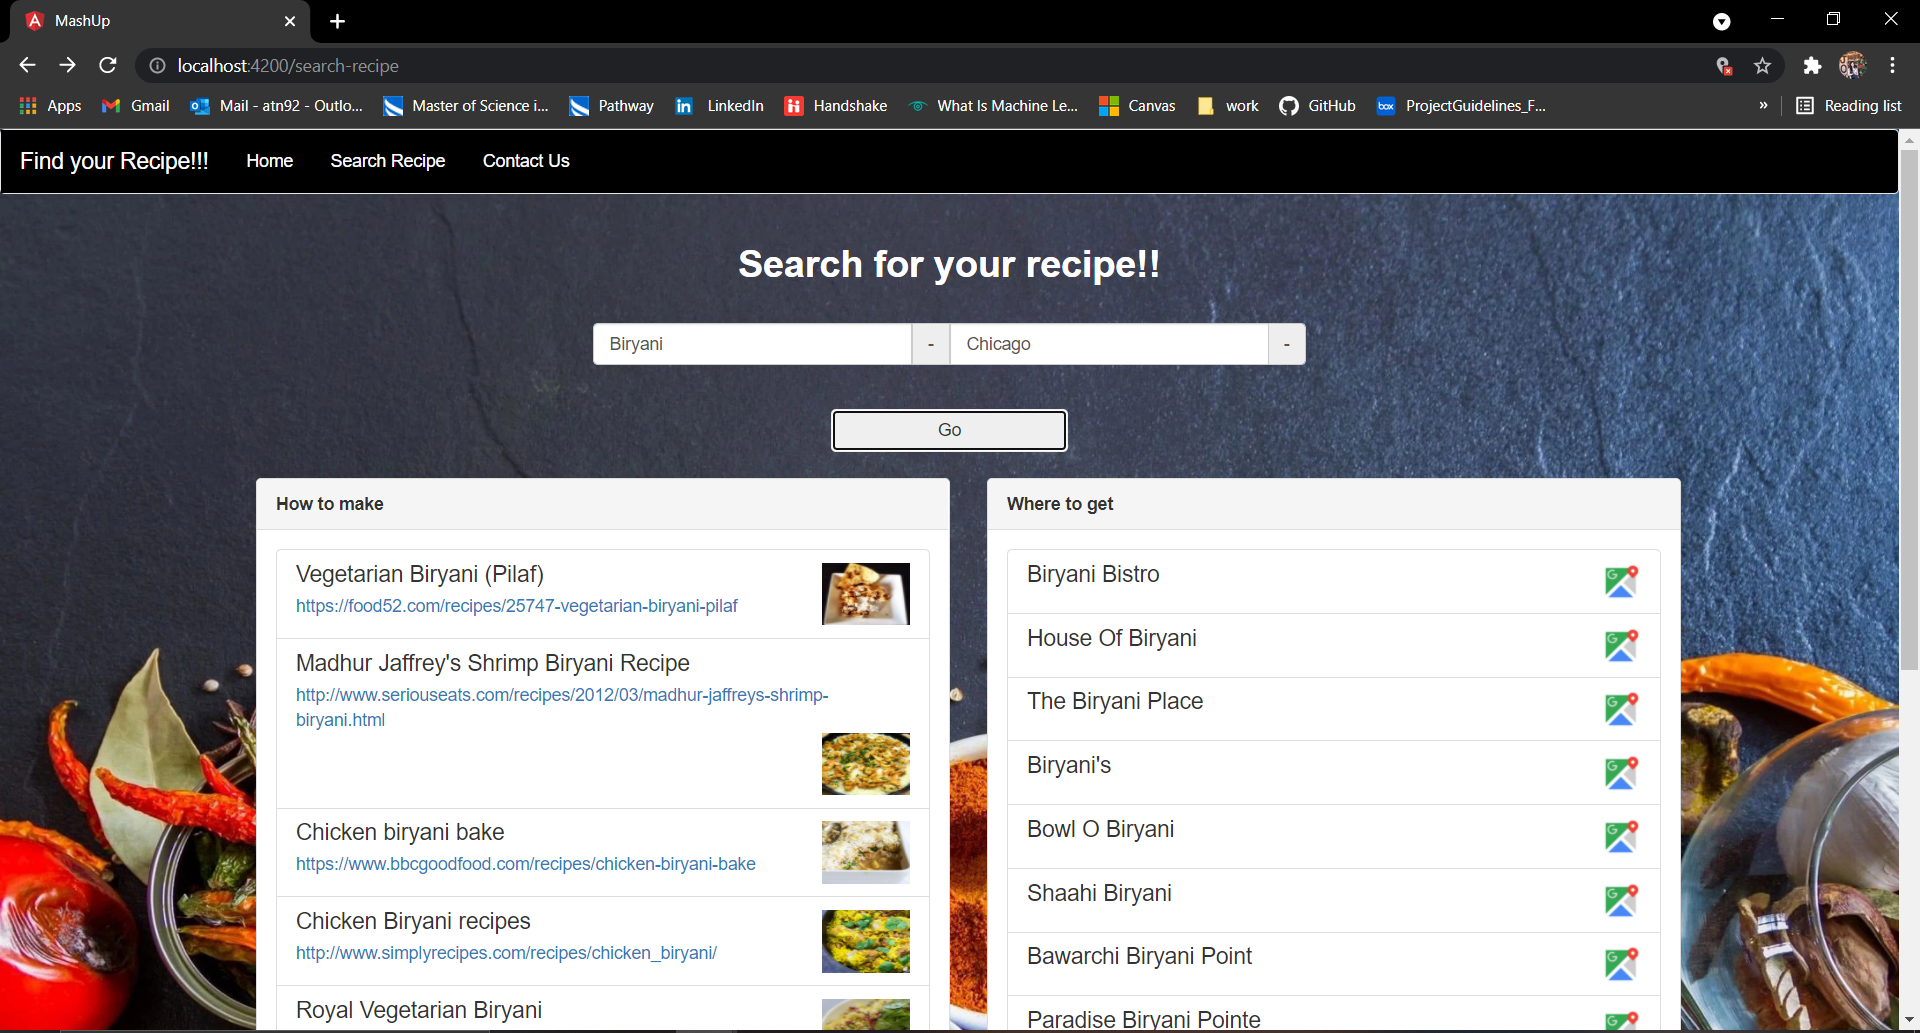 MashUp
localhost:4200/search-recipe
Apps
Gmail
Mail - atn92 - Outlo...
Master of Science i...
Pathway
LinkedIn
Handshake
What Is Machine Le...
Canvas
work
GitHub
box
ProjectGuidelines_F...
»
Reading list
Find your Recipe!!!
Home
Search Recipe
Contact Us
Search for your recipe!!
Biryani - Chicago -
Go
How to make
Vegetarian Biryani (Pilaf)
https://food52.com/recipes/25747-vegetarian-biryani-pilaf
Madhur Jaffrey's Shrimp Biryani Recipe
http://www.seriouseats.com/recipes/2012/03/madhur-jaffreys-shrimp-
biryani.html
Chicken biryani bake
https://www.bbcgoodfood.com/recipes/chicken-biryani-bake
Chicken Biryani recipes
http://www.simplyrecipes.com/recipes/chicken_biryani/
Royal Vegetarian Biryani
Where to get
Biryani Bistro
House Of Biryani
The Biryani Place
Biryani's
Bowl O Biryani
Shaahi Biryani
Bawarchi Biryani Point
Paradise Biryani Pointe